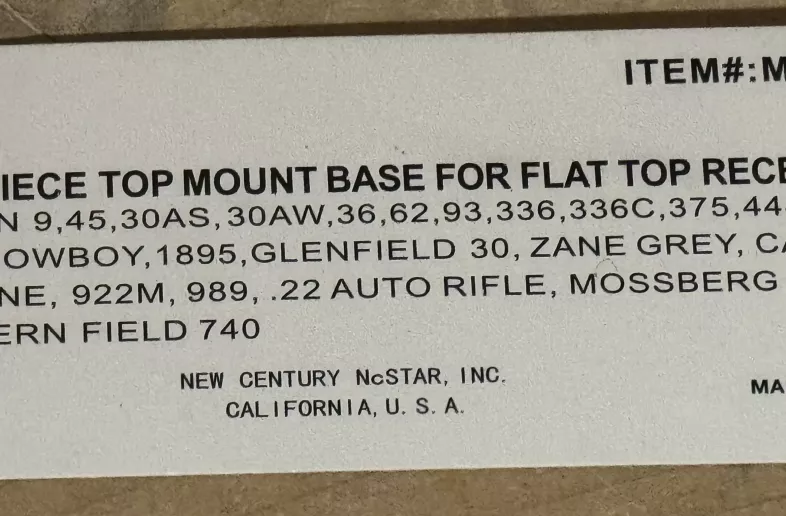 ITEM#:M
IECE TOP MOUNT BASE FOR FLAT TOP RECE
N 9,45,30AS,30AW,36,62,93,336,336C,375,44
OWBOY,1895,GLENFIELD 30, ZANE GREY, CA
NE, 922M, 989, .22 AUTO RIFLE, MOSSBERG
ERN FIELD 740
NEW CENTURY NcSTAR, INC.
MA
CALIFORNIA, U. S. A.